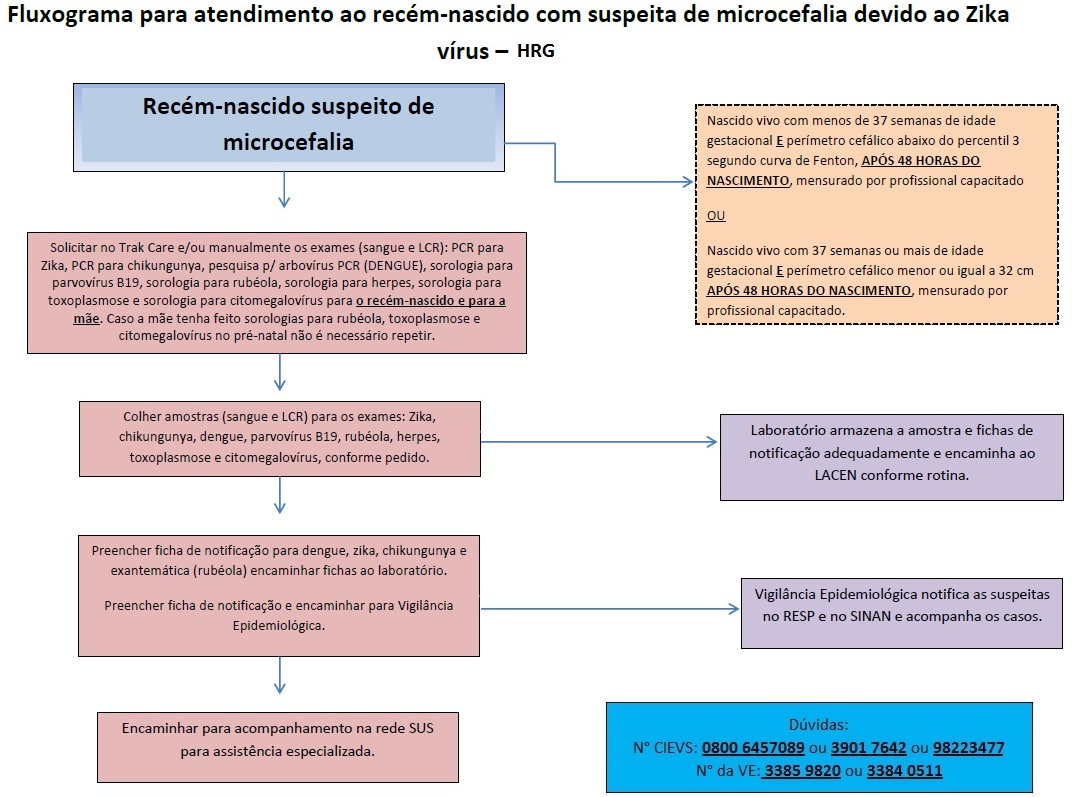 Fluxograma para atendimento ao recém-nascido com suspeita de microcefalia devido ao Zika
vírus – HRG
Recém-nascido suspeito de
microcefalia
Nascido vivo com menos de 37 semanas de idade
gestacional E perímetro cefálico abaixo do percentil 3
segundo curva de Fenton, APÓS 48 HORAS DO
NASCIMENTO, mensurado por profissional capacitado
OU
Nascido vivo com 37 semanas ou mais de idade
gestacional E perímetro cefálico menor ou igual a 32 cm
APÓS 48 HORAS DO NASCIMENTO, mensurado por
profissional capacitado.
Solicitar no Trak Care e/ou manualmente os exames (sangue e LCR): PCR para
Zika, PCR para chikungunya, pesquisa p/ arbovírus PCR (DENGUE), sorologia para
parvovírus B19, sorologia para rubéola, sorologia para herpes, sorologia para
toxoplasmose e sorologia para citomegalovírus para o recém-nascido e para a
mãe. Caso a mãe tenha feito sorologias para rubéola, toxoplasmose e
citomegalovírus no pré-natal não é necessário repetir.
Colher amostras (sangue e LCR) para os exames: Zika,
chikungunya, dengue, parvovírus B19, rubéola, herpes,
toxoplasmose e citomegalovírus, conforme pedido.
Laboratório armazena a amostra e fichas de
notificação adequadamente e encaminha ao
LACEN conforme rotina.
Preencher ficha de notificação para dengue, zika, chikungunya e
exantemática (rubéola) encaminhar fichas ao laboratório.
Preencher ficha de notificação e encaminhar para Vigilância
Epidemiológica.
Vigilância Epidemiológica notifica as suspeitas
no RESP e no SINAN e acompanha os casos.
Encaminhar para acompanhamento na rede SUS
para assistência especializada.
Dúvidas:
N° CIEVS: 0800 6457089 ou 3901 7642 ou 98223477
N° da VE: 3385 9820 ou 3384 0511